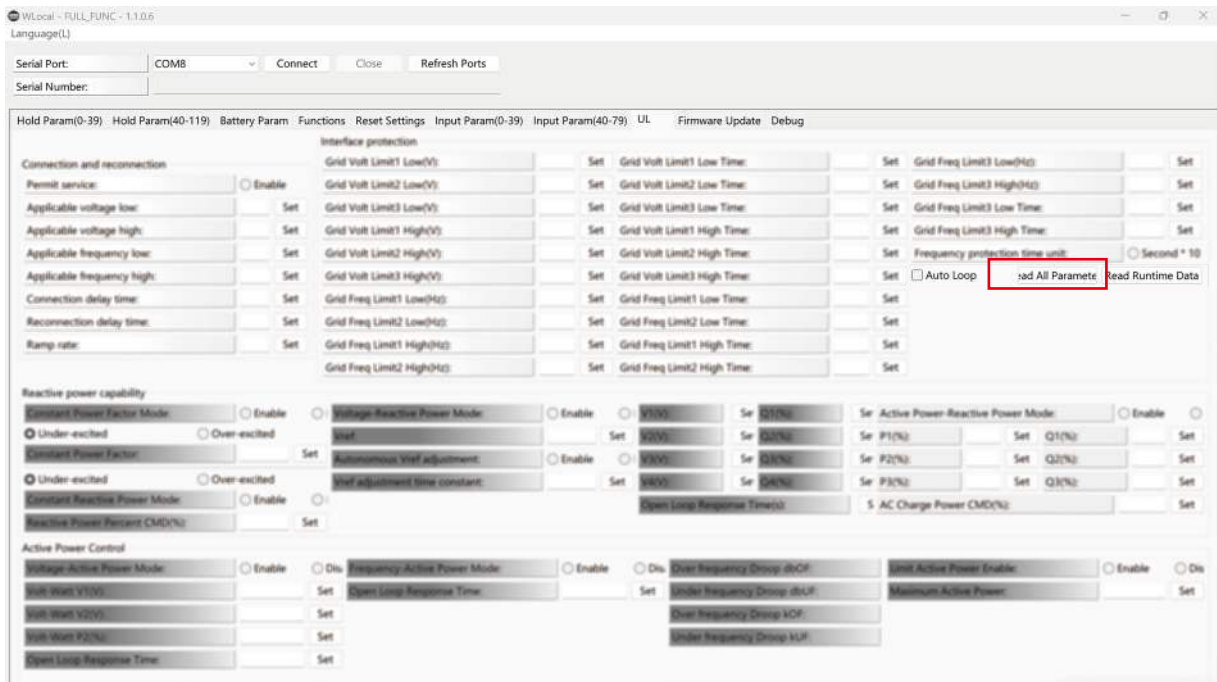 WLocal - FULL_FUNC - 1.1.0.6
Language(L)
Serial Port: COM8 Connect Close Refresh Ports
Serial Number:
Hold Param(0-39) Hold Param(40-119) Battery Param Functions Reset Settings Input Param(0-39) Input Param(40-79) UL Firmware Update Debug
Interface protection
Connection and reconnection
Grid Volt Limit1 Low(V): Set Grid Volt Limit1 Low Time: Set Grid Freq Limit3 Low(Hz): Set
Permit service: Enable Grid Volt Limit2 Low(V): Set Grid Volt Limit2 Low Time: Set Grid Freq Limit3 High(Hz): Set
Applicable voltage low: Set Grid Volt Limit3 Low(V): Set Grid Volt Limit3 Low Time: Set Grid Freq Limit3 Low Time: Set
Applicable voltage high: Set Grid Volt Limit1 High(V): Set Grid Volt Limit1 High Time: Set Grid Freq Limit3 High Time: Set
Applicable frequency low: Set Grid Volt Limit2 High(V): Set Grid Volt Limit2 High Time: Set Frequency protection time unit: Second * 10
Applicable frequency high: Set Grid Volt Limit3 High(V): Set Grid Volt Limit3 High Time: Set Auto Loop ead All Paramete Read Runtime Data
Connection delay time: Set Grid Freq Limit1 Low(Hz): Set Grid Freq Limit1 Low Time: Set
Reconnection delay time: Set Grid Freq Limit2 Low(Hz): Set Grid Freq Limit2 Low Time: Set
Ramp rate: Set Grid Freq Limit1 High(Hz): Set Grid Freq Limit1 High Time: Set
Grid Freq Limit2 High(Hz): Set Grid Freq Limit2 High Time: Set
Reactive power capability
Constant Power Factor Mode: Enable Voltage-Reactive Power Mode: Enable V1(V): Se Q1(%): Se Active Power-Reactive Power Mode: Enable
Under-excited Over-excited Vref: Set V2(V): Se Q2(%): Se P1(%): Set Q1(%): Set
Constant Power Factor: Set Autonomous Vref adjustment: Enable V3(V): Se Q3(%): Se P2(%): Set Q2(%): Set
Under-excited Over-excited Vref adjustment time constant: Set V4(V): Se Q4(%): Se P3(%): Set Q3(%): Set
Constant Reactive Power Mode: Enable Open Loop Response Time(s): S AC Charge Power CMD(%): Set
Reactive Power Percent CMD(%): Set
Active Power Control
Voltage-Active Power Mode: Enable Dis Frequency-Active Power Mode: Enable Dis Over frequency Droop dbOF: Limit Active Power Enable: Enable Dis
Volt-Watt V1(V): Set Open Loop Response Time: Set Under frequency Droop dbUF: Maximum Active Power: Set
Volt-Watt V2(V): Set Over frequency Droop kOF:
Volt-Watt P2(%): Set Under frequency Droop kUF:
Open Loop Response Time: Set